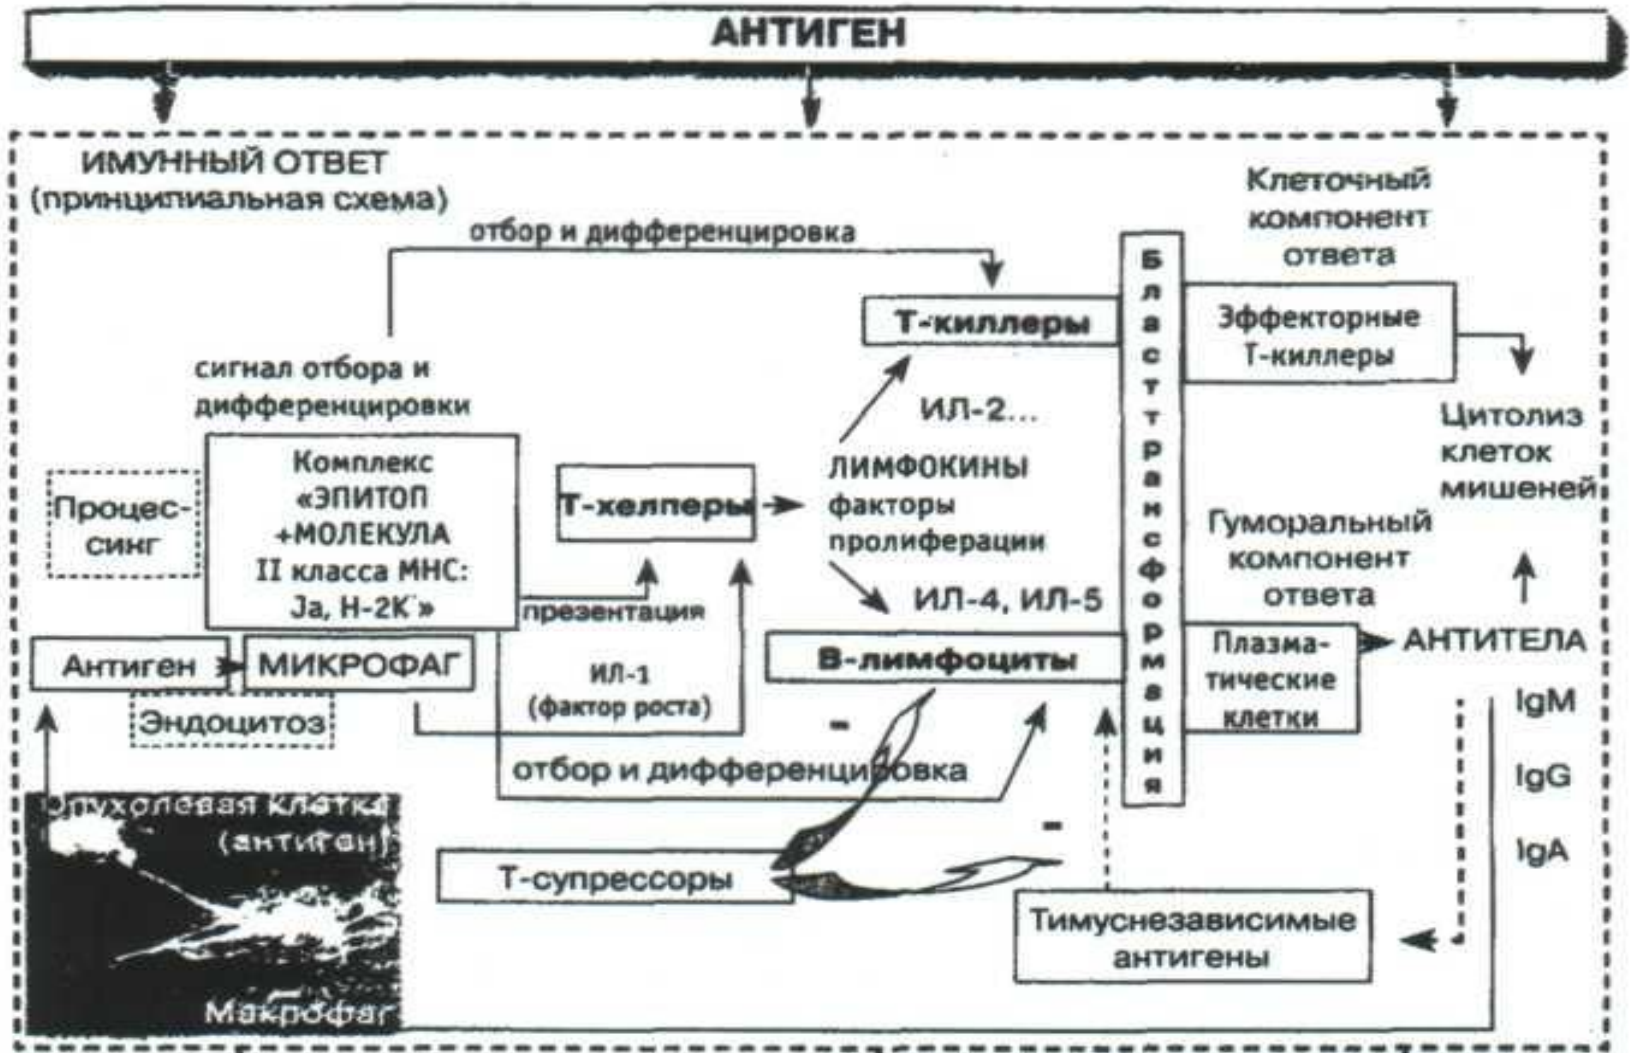 АНТИГЕН
ИМУННЫЙ ОТВЕТ
(принципиальная схема)
отбор и дифференцировка
Клеточный
компонент
ответа
Бласттрансформация
Т-киллеры
Эффекторные
Т-киллеры
сигнал отбора и
дифференцировки
ИЛ-2...
Цитолиз
клеток
мишеней
Процес-
синг
Комплекс
«ЭПИТОП
+МОЛЕКУЛА
II класса МНС:
Ja, H-2K»
Т-хелперы
ЛИМФОКИНЫ
факторы
пролиферации
Гуморальный
компонент
ответа
презентация
ИЛ-4, ИЛ-5
Антиген
МИКРОФАГ
ИЛ-1
(фактор роста)
В-лимфоциты
Плазма-
тические
клетки
АНТИТЕЛА
IgM
IgG
IgA
Эндоцитоз
-
отбор и дифференцировка
Опухолевая клетка
(антиген)
-
Т-супрессоры
Тимуснезависимые
антигены
Макрофаг